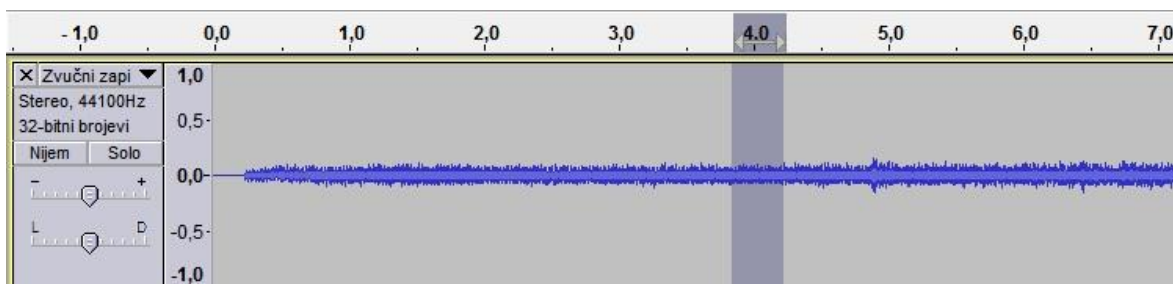 - 1,0 0,0 1,0 2,0 3,0 4.0 5,0 6,0 7,0
X Zvučni zapi ▼ 1,0
Stereo, 44100Hz
32-bitni brojevi 0,5-
Nijem Solo
- + 0,0-
L D -0,5-
-1,0